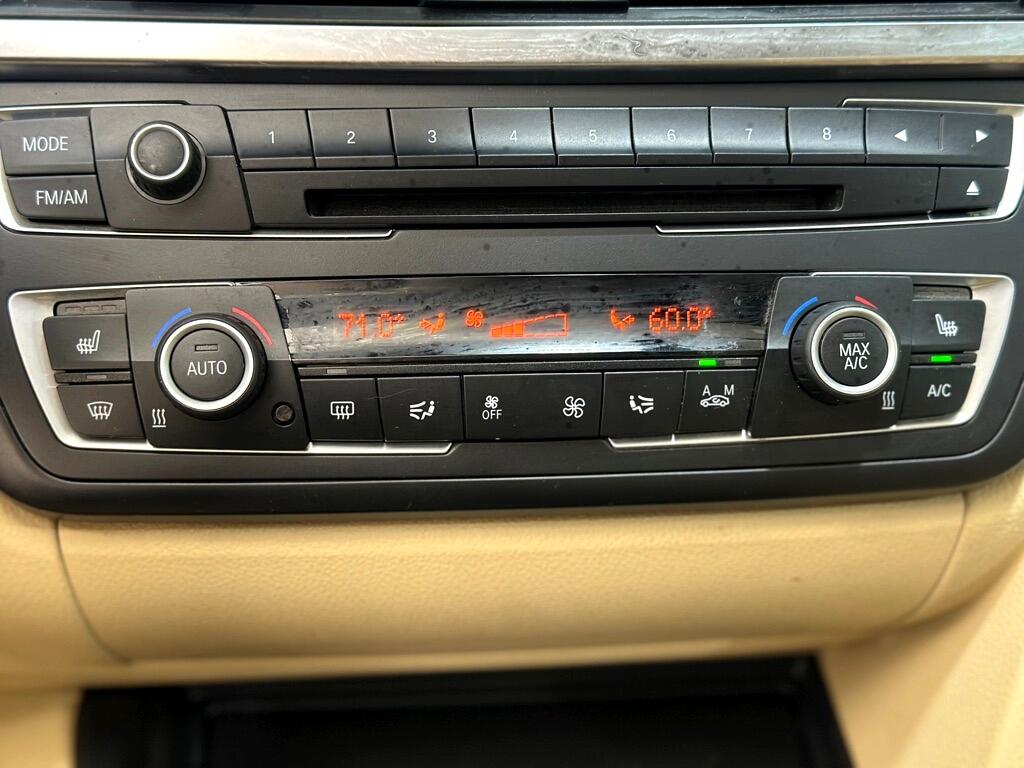 MODE 1 2 3 4 5 6 7 8
FM/AM
71.0°F 60.0°F
AUTO MAX A/C
OFF A M A/C